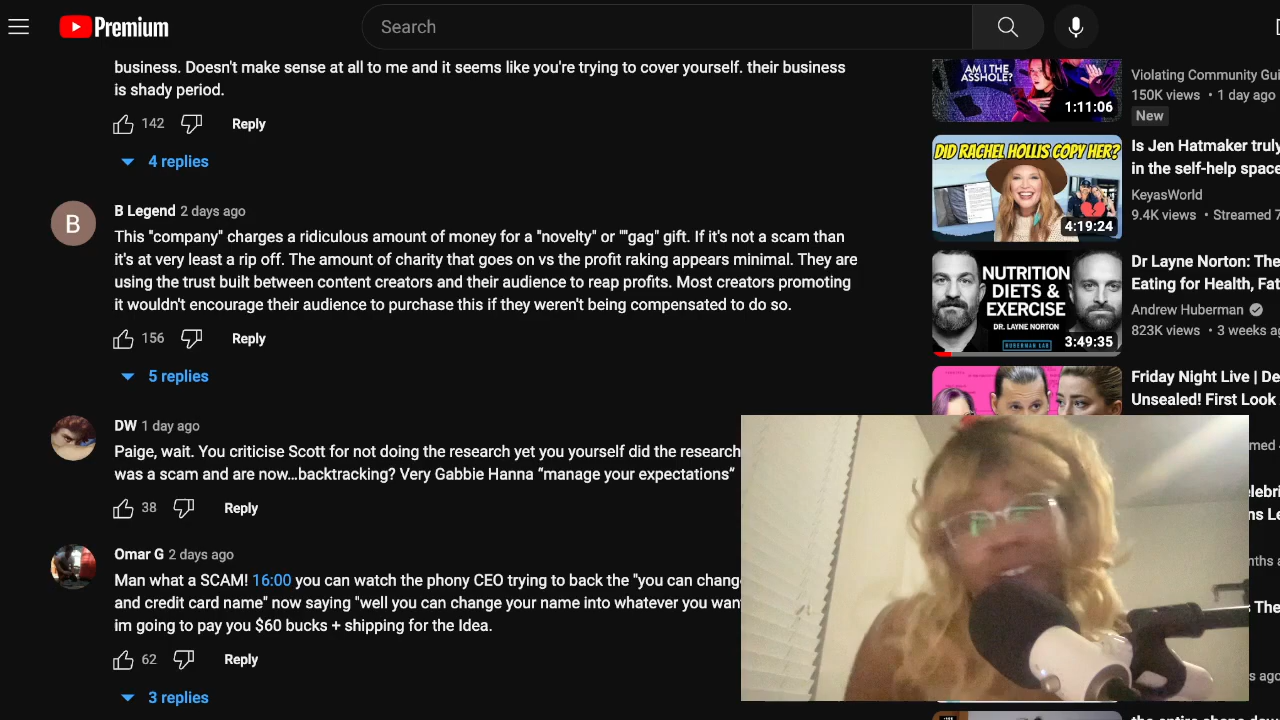 Premium
Search
business. Doesn't make sense at all to me and it seems like you're trying to cover yourself. their business
is shady period.
142
Reply
4 replies
B
B Legend 2 days ago
This "company" charges a ridiculous amount of money for a "novelty" or ""gag" gift. If it's not a scam than
it's at very least a rip off. The amount of charity that goes on vs the profit raking appears minimal. They are
using the trust built between content creators and their audience to reap profits. Most creators promoting
it wouldn't encourage their audience to purchase this if they weren't being compensated to do so.
156
Reply
5 replies
DW 1 day ago
Paige, wait. You criticise Scott for not doing the research yet you yourself did the research
was a scam and are now...backtracking? Very Gabbie Hanna “manage your expectations”
38
Reply
Omar G 2 days ago
Man what a SCAM! 16:00 you can watch the phony CEO trying to back the "you can change
and credit card name" now saying "well you can change your name into whatever you want
im going to pay you $60 bucks + shipping for the Idea.
62
Reply
3 replies
AM I THE
ASSHOLE?
1:11:06
Violating Community Gui
150K views • 1 day ago
New
DID RACHEL HOLLIS COPY HER?
4:19:24
Is Jen Hatmaker truly
in the self-help space
KeyasWorld
9.4K views • Streamed 7
NUTRITION
DIETS &
EXERCISE
DR. LAYNE NORTON
HUBERMAN LAB
3:49:35
Dr Layne Norton: The
Eating for Health, Fat
Andrew Huberman
823K views • 3 weeks ag
Friday Night Live | De
Unsealed! First Look
med
lebri
ns Le
nths a
The
s ago